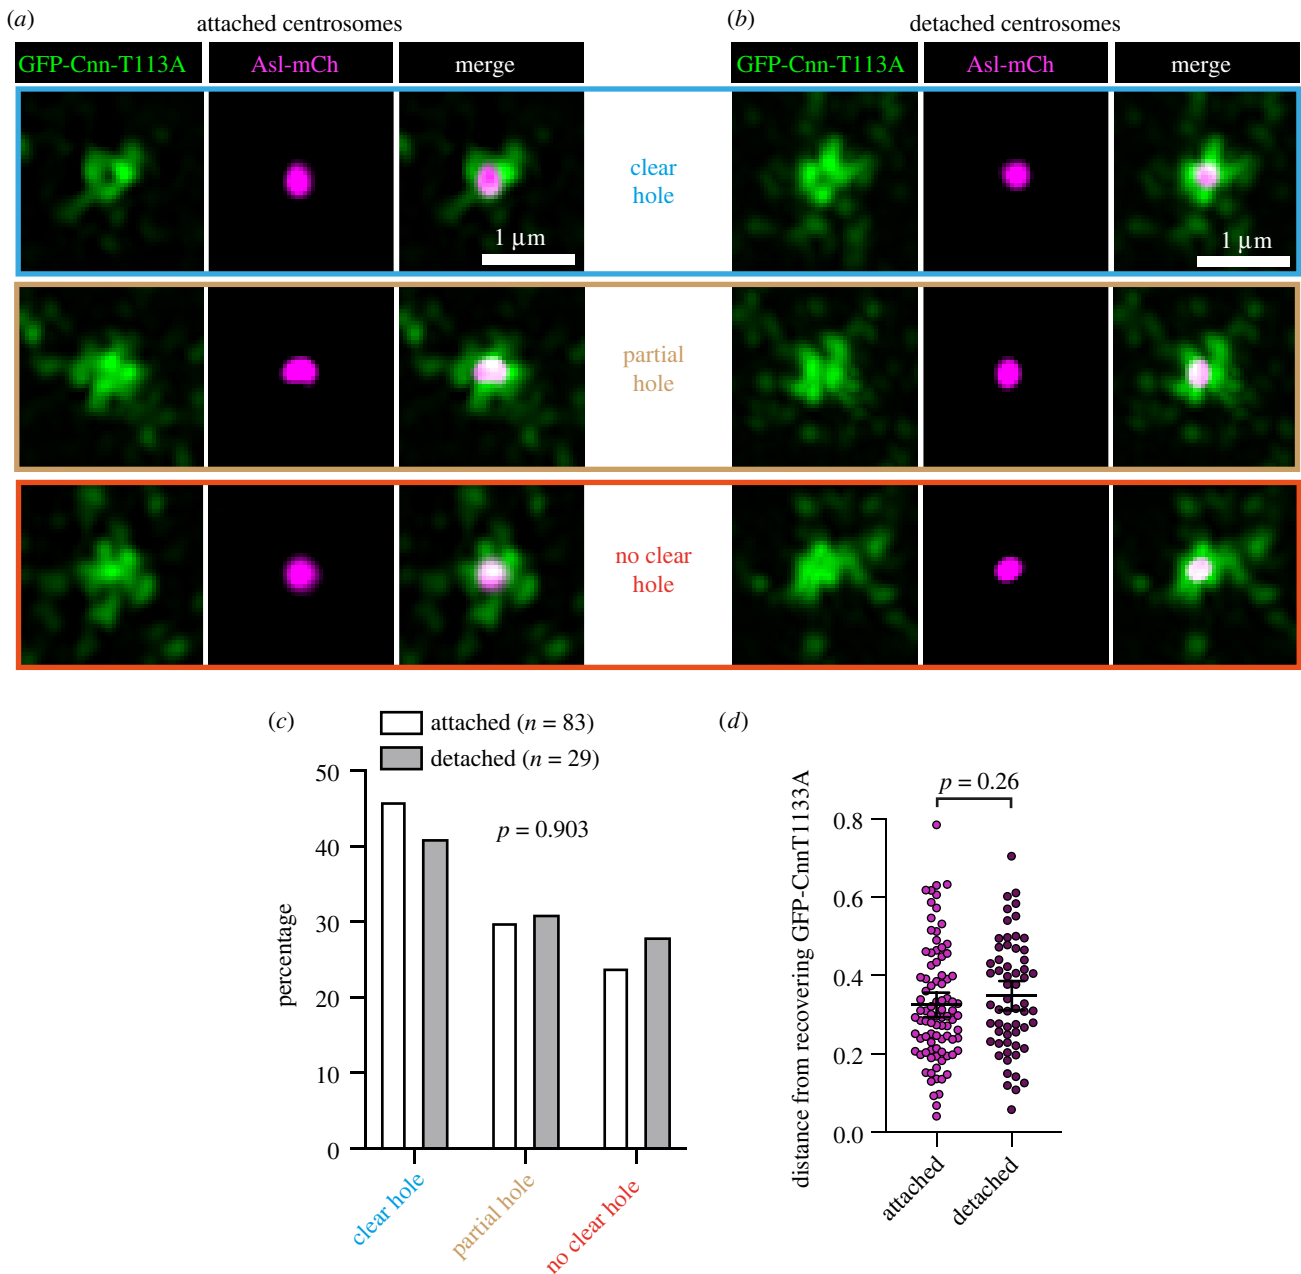 (a)
attached centrosomes
(b)
detached centrosomes
GFP-Cnn-T113A
Asl-mCh
merge
GFP-Cnn-T113A
Asl-mCh
merge
clear
hole
1 μm
1 μm
partial
hole
no clear
hole
(c)
attached (n = 83)
detached (n = 29)
p = 0.903
percentage
50
40
30
20
10
0
clear hole
partial hole
no clear hole
(d)
p = 0.26
distance from recovering GFP-CnnT1133A
0.8
0.6
0.4
0.2
0.0
attached
detached